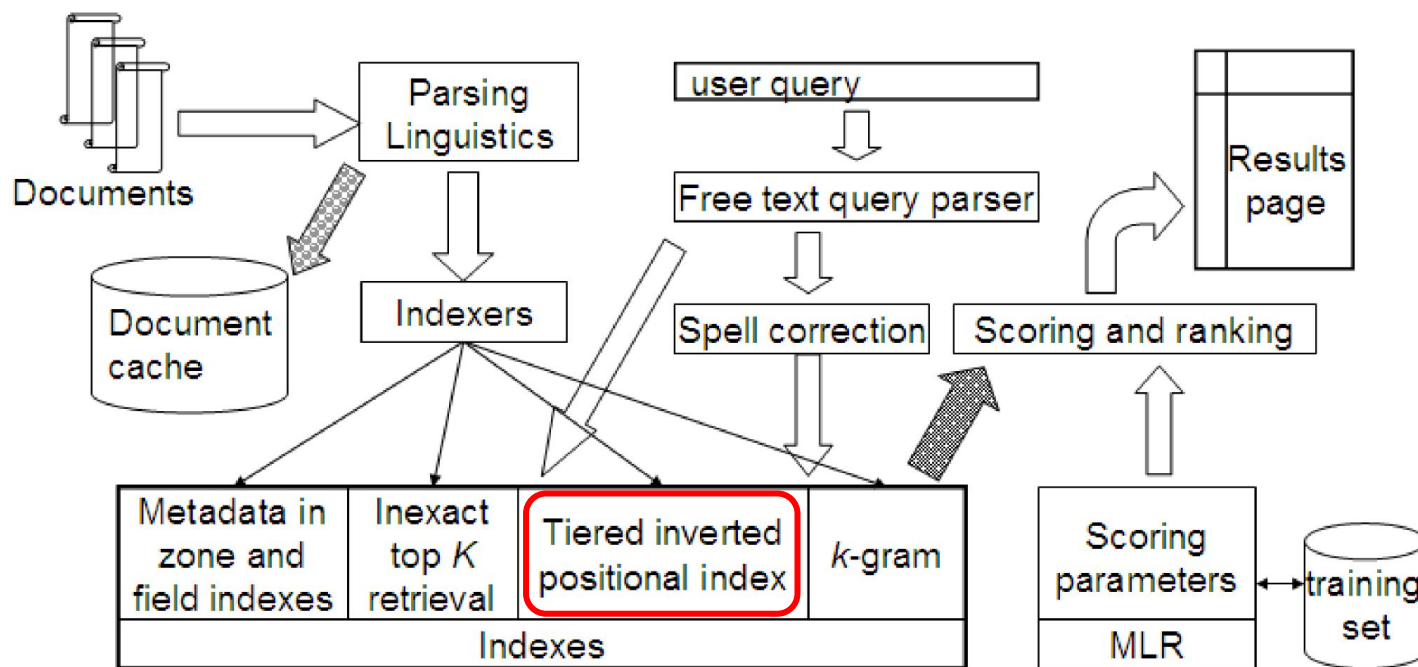 Documents
Parsing
Linguistics
user query
Free text query parser
Results
page
Document
cache
Indexers
Spell correction
Scoring and ranking
Metadata in
zone and
field indexes
Inexact
top K
retrieval
Tiered inverted
positional index
k-gram
Indexes
Scoring
parameters
MLR
training
set